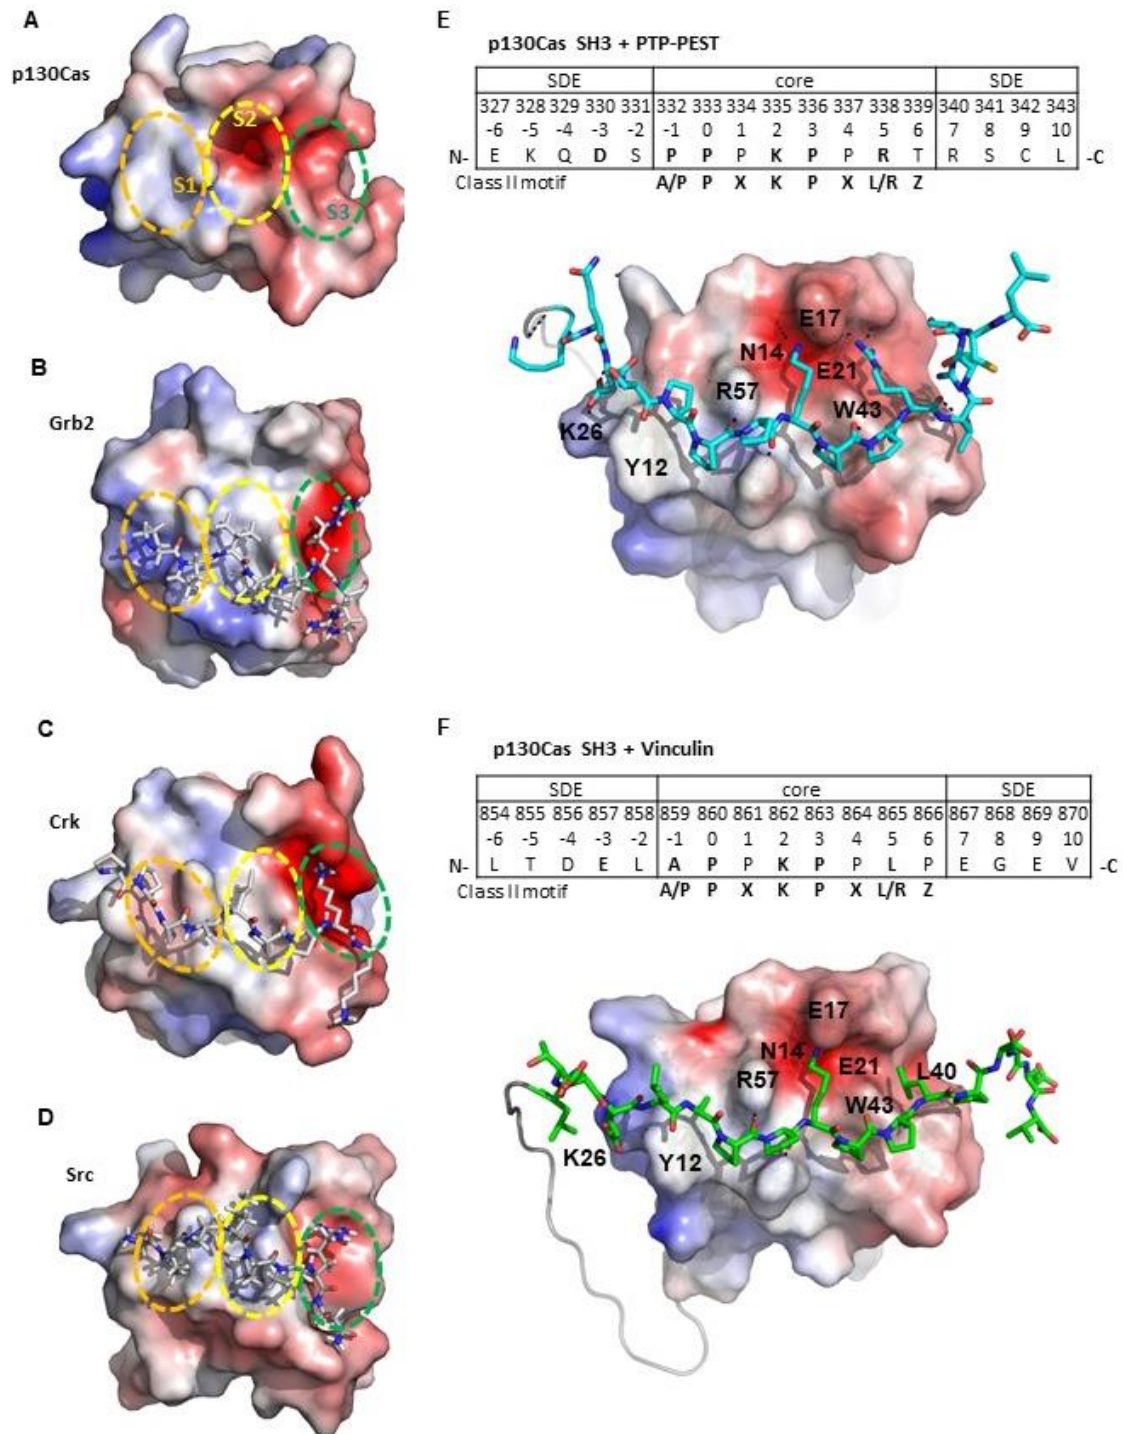 A
p130Cas
S1
S2
S3
B
Grb2
C
Crk
D
Src
E
p130Cas SH3 + PTP-PEST
SDE core SDE
327 328 329 330 331 332 333 334 335 336 337 338 339 340 341 342 343
-6 -5 -4 -3 -2 -1 0 1 2 3 4 5 6 7 8 9 10
N- E K Q D S P P P K P P R T R S C L -C
Class II motif A/P P X K P X L/R Z
E17
N14
E21
R57
W43
K26
Y12
F
p130Cas SH3 + Vinculin
SDE core SDE
854 855 856 857 858 859 860 861 862 863 864 865 866 867 868 869 870
-6 -5 -4 -3 -2 -1 0 1 2 3 4 5 6 7 8 9 10
N- L T D E L A P P K P P L P E G E V -C
Class II motif A/P P X K P X L/R Z
E17
N14
E21
L40
R57
W43
K26
Y12